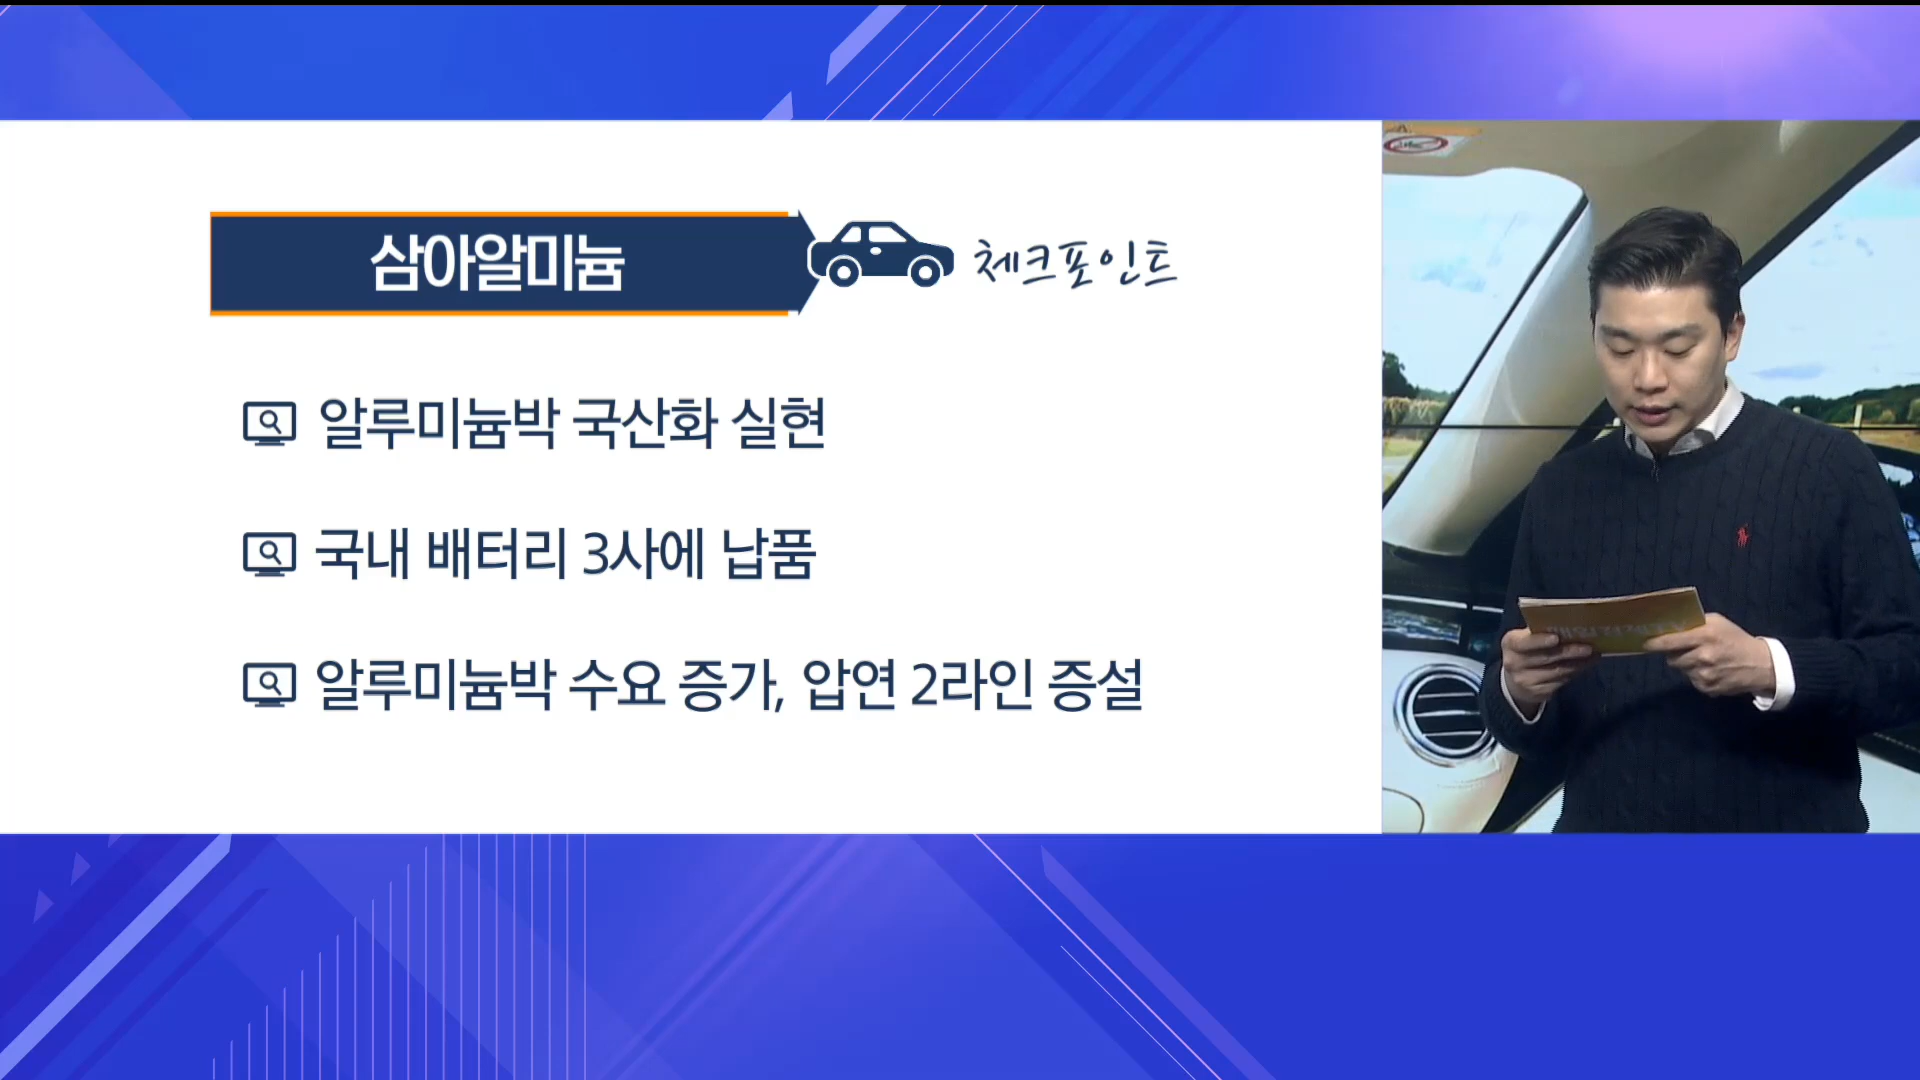 삼아알미늄
체크포인트
알루미늄박 국산화 실현
국내 배터리 3사에 납품
알루미늄박 수요 증가, 압연 2라인 증설